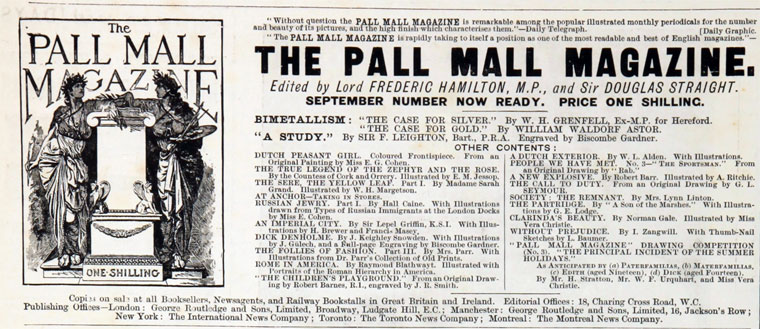 The
PALL MALL
MAGAZINE
ONE·SHILLING
"Without question the PALL MALL MAGAZINE is remarkable among the popular illustrated monthly periodicals for the number
and beauty of its pictures, and the high finish which characterises them."—Daily Telegraph. [Daily Graphic.
"The PALL MALL MAGAZINE is rapidly taking to itself a position as one of the most readable and best of English magazines."—
THE PALL MALL MAGAZINE.
Edited by Lord FREDERIC HAMILTON, M.P., and Sir DOUGLAS STRAIGHT.
SEPTEMBER NUMBER NOW READY. PRICE ONE SHILLING.
BIMETALLISM: "THE CASE FOR SILVER." By W. H. GRENFELL, Ex-M.P. for Hereford.
"THE CASE FOR GOLD." By WILLIAM WALDORF ASTOR.
"A STUDY." By SIR F. LEIGHTON, Bart., P.R.A. Engraved by Biscombe Gardner.
OTHER CONTENTS:
DUTCH PEASANT GIRL. Coloured Frontispiece. From an
Original Painting by Miss E. G. Cohen.
THE TRUE LEGEND OF THE ZEPHYR AND THE ROSE.
By the Countess of Cork and Orrery. Illustrated by E. M. Jessop.
THE SERE, THE YELLOW LEAF. Part I. By Madame Sarah
Grand. Illustrated by W. H. Margetson.
AT ANCHOR—TAKING IN STORES.
RUSSIAN JEWRY. Part I. By Hall Caine. With Illustrations
drawn from Types of Russian Immigrants at the London Docks
by Miss E. Cohen.
AN IMPERIAL CITY. By Sir Lepel Griffin, K.S.I. With Illus-
trations by H. Brewer and Francis Masey.
DICK DENHOLME. By J. Keighley Snowden. With Illustrations
by J. Gülich, and a Full-page Engraving by Biscombe Gardner.
THE FOLLIES OF FASHION. Part III. By Mrs. Parr. With
Illustrations from Dr. Parr's Collection of Old Prints.
ROME IN AMERICA. By Raymond Blathwayt. Illustrated with
Portraits of the Roman Hierarchy in America.
"THE CHILDREN'S PLAYGROUND." From an Original Draw-
ing by Robert Barnes, R.I., engraved by J. R. Smith.
A DUTCH EXTERIOR. By W. L. Alden. With Illustrations.
PEOPLE WE HAVE MET. No. 3—"THE SPORTSMAN." From
an Original Drawing by "Rab."
A NEW EXPLOSIVE. By Robert Barr. Illustrated by A. Ritchie.
THE CALL TO DUTY. From an Original Drawing by G. L.
SEYMOUR.
SOCIETY: THE REMNANT. By Mrs. Lynn Linton.
THE PARTRIDGE. By "A Son of the Marshes." With Illustra-
tions by G. E. Lodge.
CLARINDA'S BEAUTY. By Norman Gale. Illustrated by Miss
Vera Christie.
WITHOUT PREJUDICE. By I. Zangwill. With Thumb-Nail
Sketches by L. Baumer.
"PALL MALL MAGAZINE" DRAWING COMPETITION
(No. 3). "THE PRINCIPAL INCIDENT OF THE SUMMER
HOLIDAYS."
AS ANTICIPATED BY (a) PATERFAMILIAS, (b) MATERFAMILIAS,
(c) EDITH (aged Nineteen), (d) DICK (aged Fourteen).
By Mr. H. Stratton, Mr. W. F. Urquhart, and Miss Vera
Christie.
Copies on sale at all Booksellers, Newsagents, and Railway Bookstalls in Great Britain and Ireland. Editorial Offices: 18, Charing Cross Road, W.C.
Publishing Offices—London: George Routledge and Sons, Limited, Broadway, Ludgate Hill, E.C.; Manchester: George Routledge and Sons, Limited, 16, Jackson's Row;
New York: The International News Company; Toronto: The Toronto News Company; Montreal: The Montreal News Company.